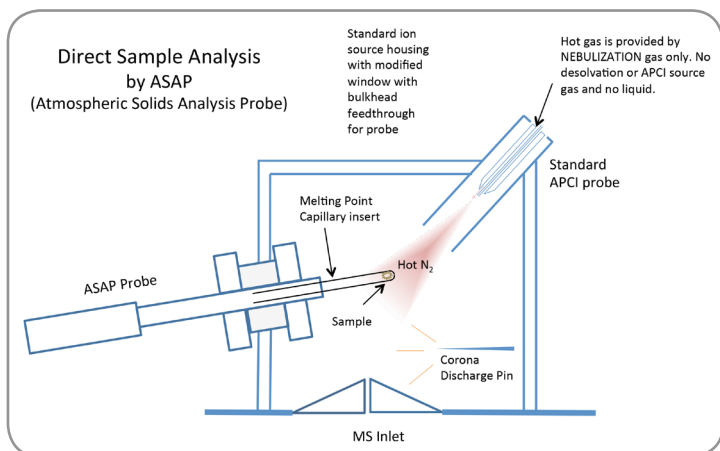 Direct Sample Analysis
by ASAP
(Atmospheric Solids Analysis Probe)
Standard ion
source housing
with modified
window with
bulkhead
feedthrough
for probe
Hot gas is provided by
NEBULIZATION gas only. No
desolvation or APCI source
gas and no liquid.
Standard
APCI probe
Melting Point
Capillary insert
ASAP Probe
Hot N₂
Sample
Corona
Discharge Pin
MS Inlet